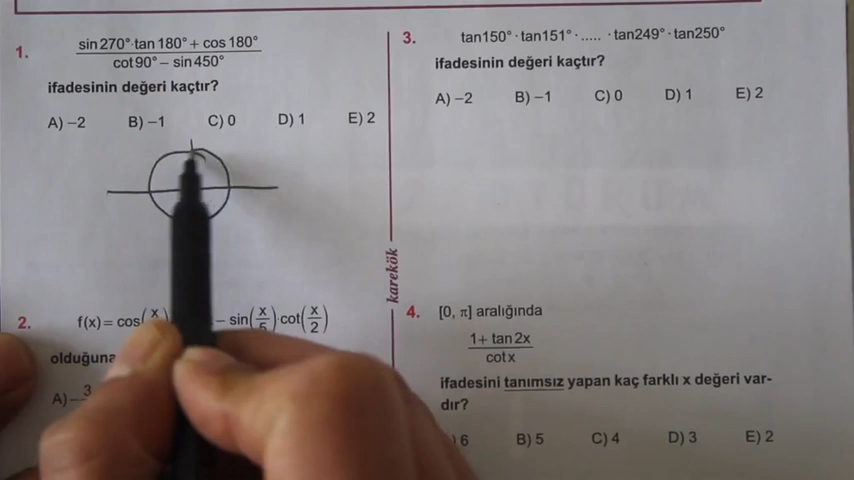 1.
sin 270° · tan 180° + cos 180°
cot 90° – sin 450°
ifadesinin değeri kaçtır?
A) –2 B) –1 C) 0 D) 1 E) 2
2.
f(x) = cos(x – sin(x/5)·cot(x/2)
olduğuna
A) – 3
karekök
3.
tan150° · tan151° · ..... · tan249° · tan250°
ifadesinin değeri kaçtır?
A) –2 B) –1 C) 0 D) 1 E) 2
4.
[0, π] aralığında
1 + tan 2x
cot x
ifadesini tanımsız yapan kaç farklı x değeri var-
dır?
) 6 B) 5 C) 4 D) 3 E) 2